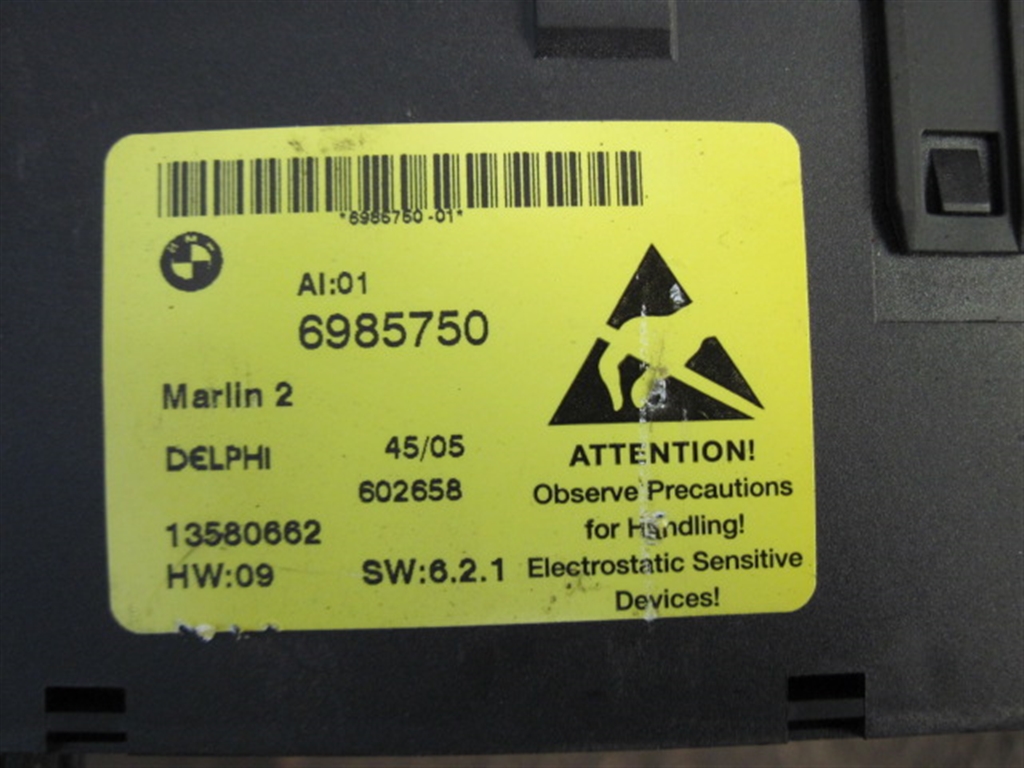 *6985750-01*
BMW
AI:01
6985750
Marlin 2
DELPHI 45/05
602658
13580662
HW:09 SW:6.2.1
ATTENTION!
Observe Precautions
for Handling!
Electrostatic Sensitive
Devices!